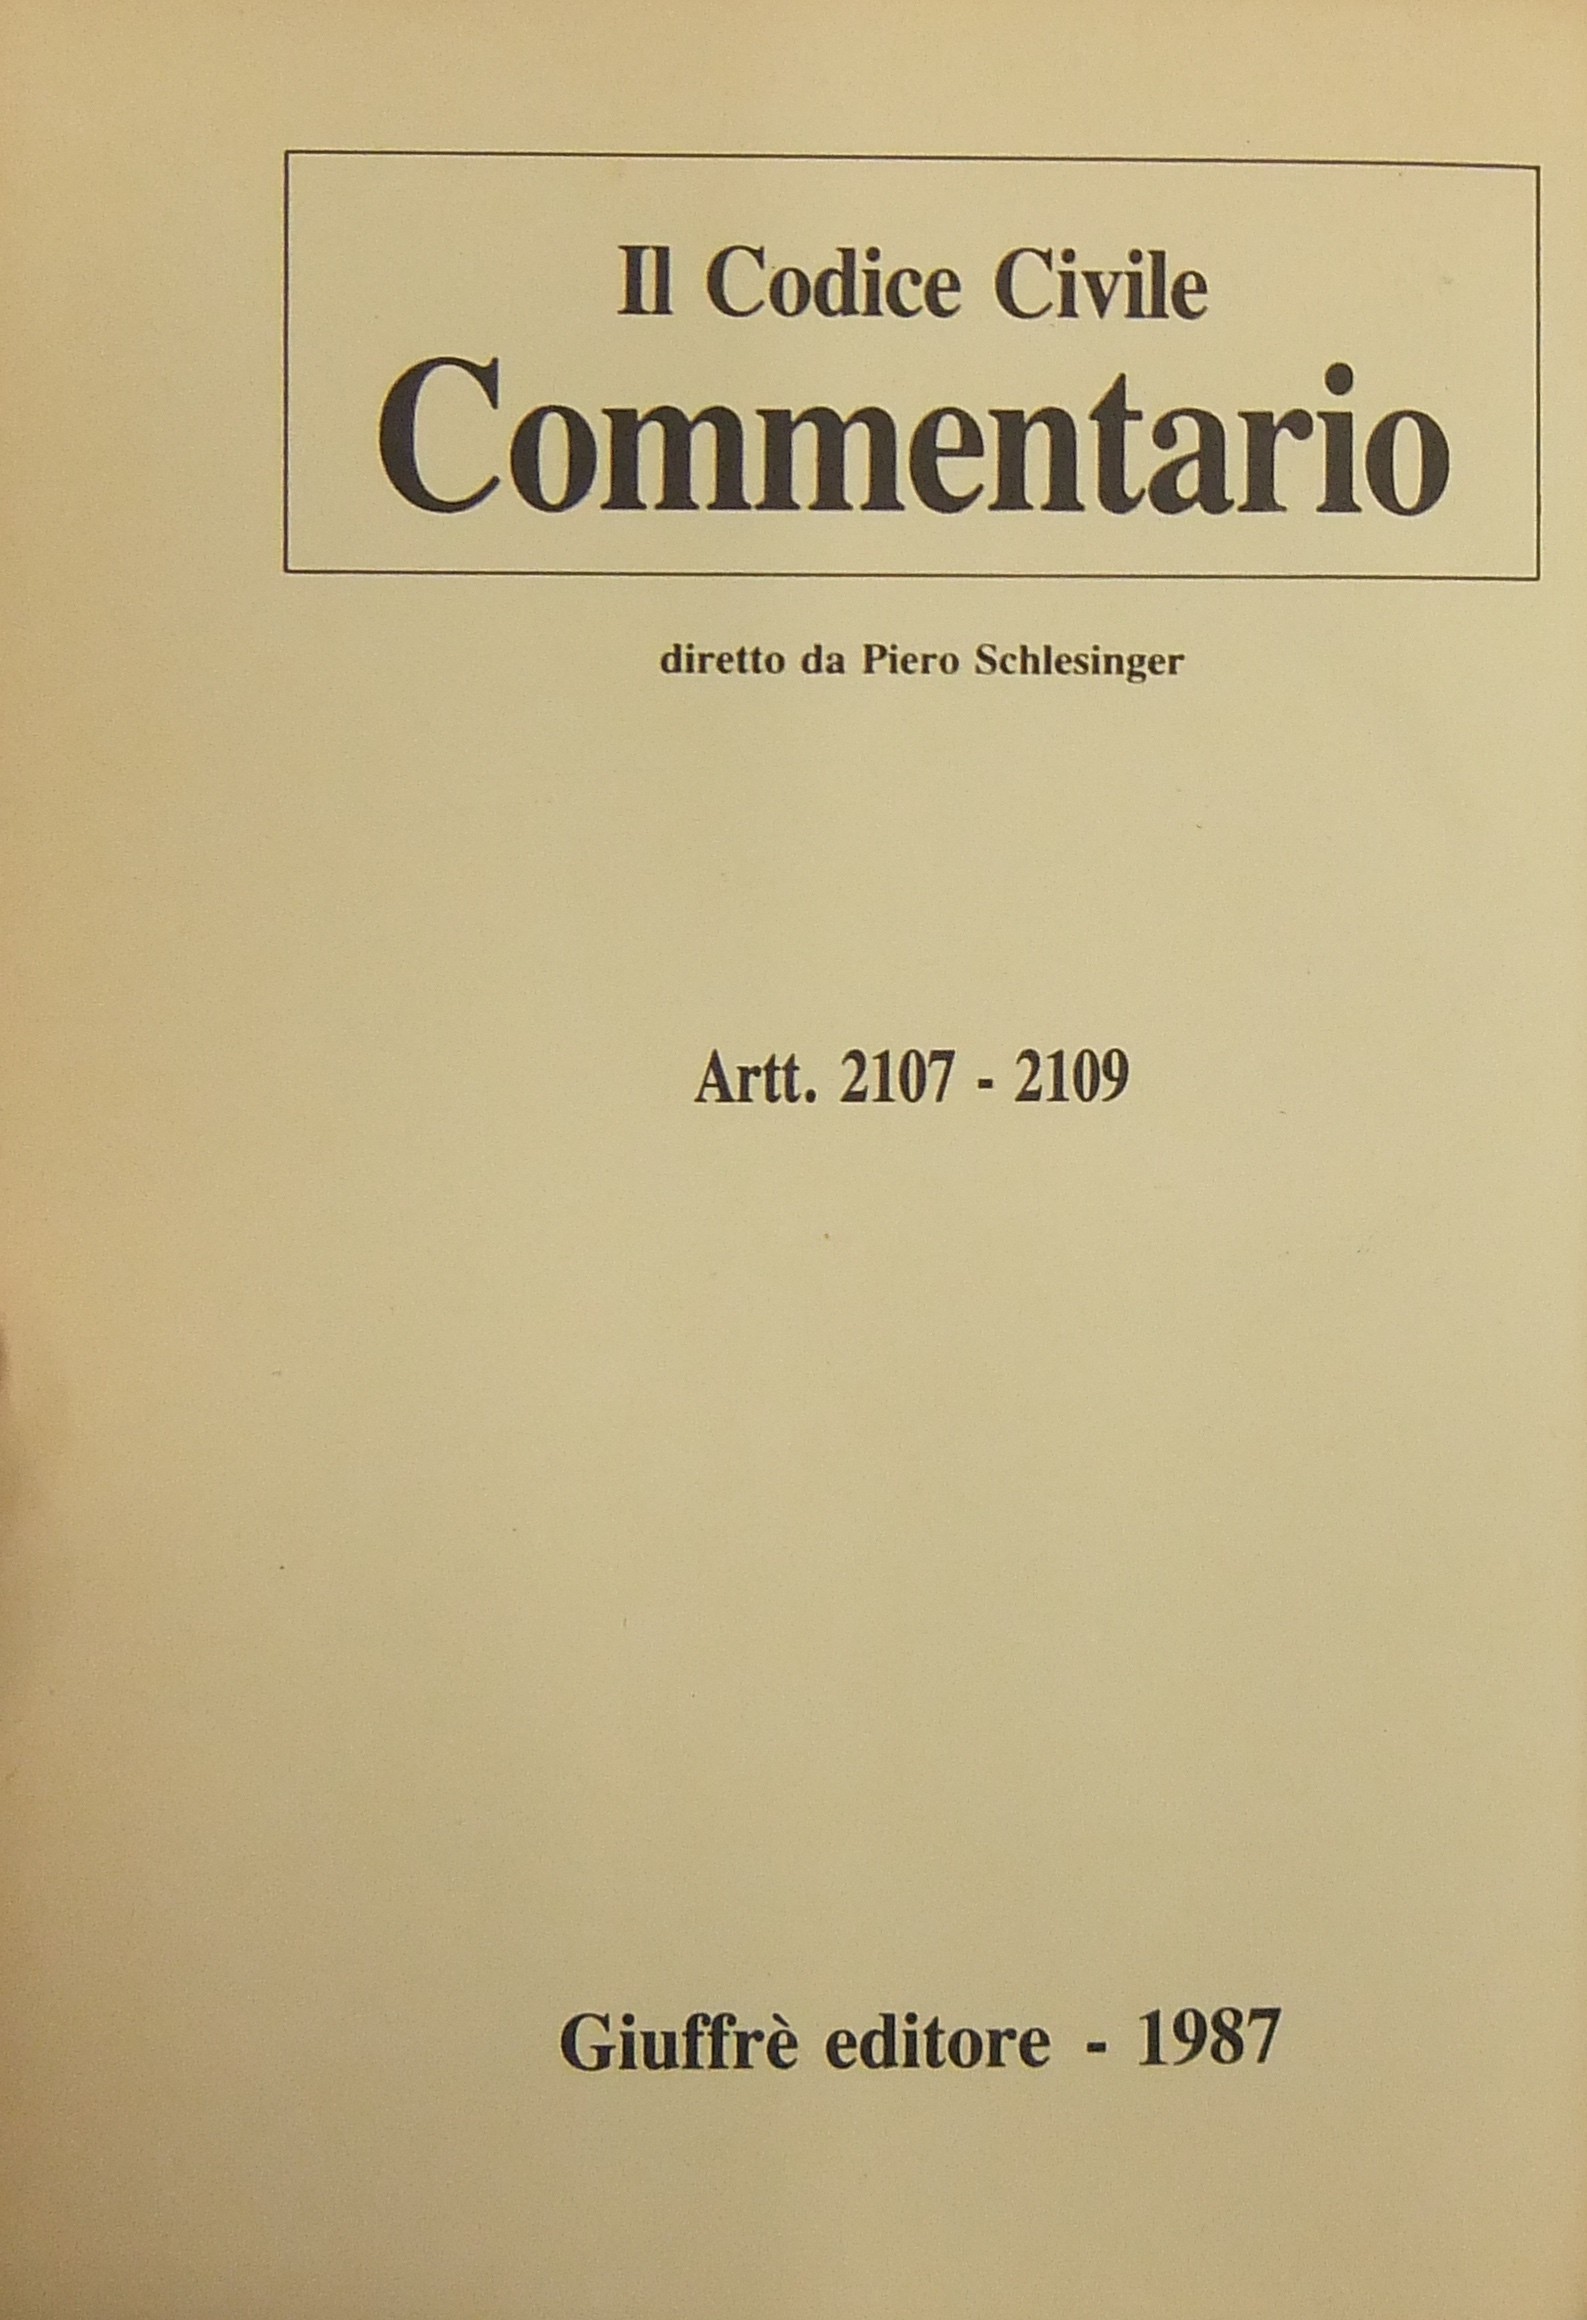 Il Codice Civile
Commentario
diretto da Piero Schlesinger
Artt. 2107 - 2109
Giuffrè editore - 1987